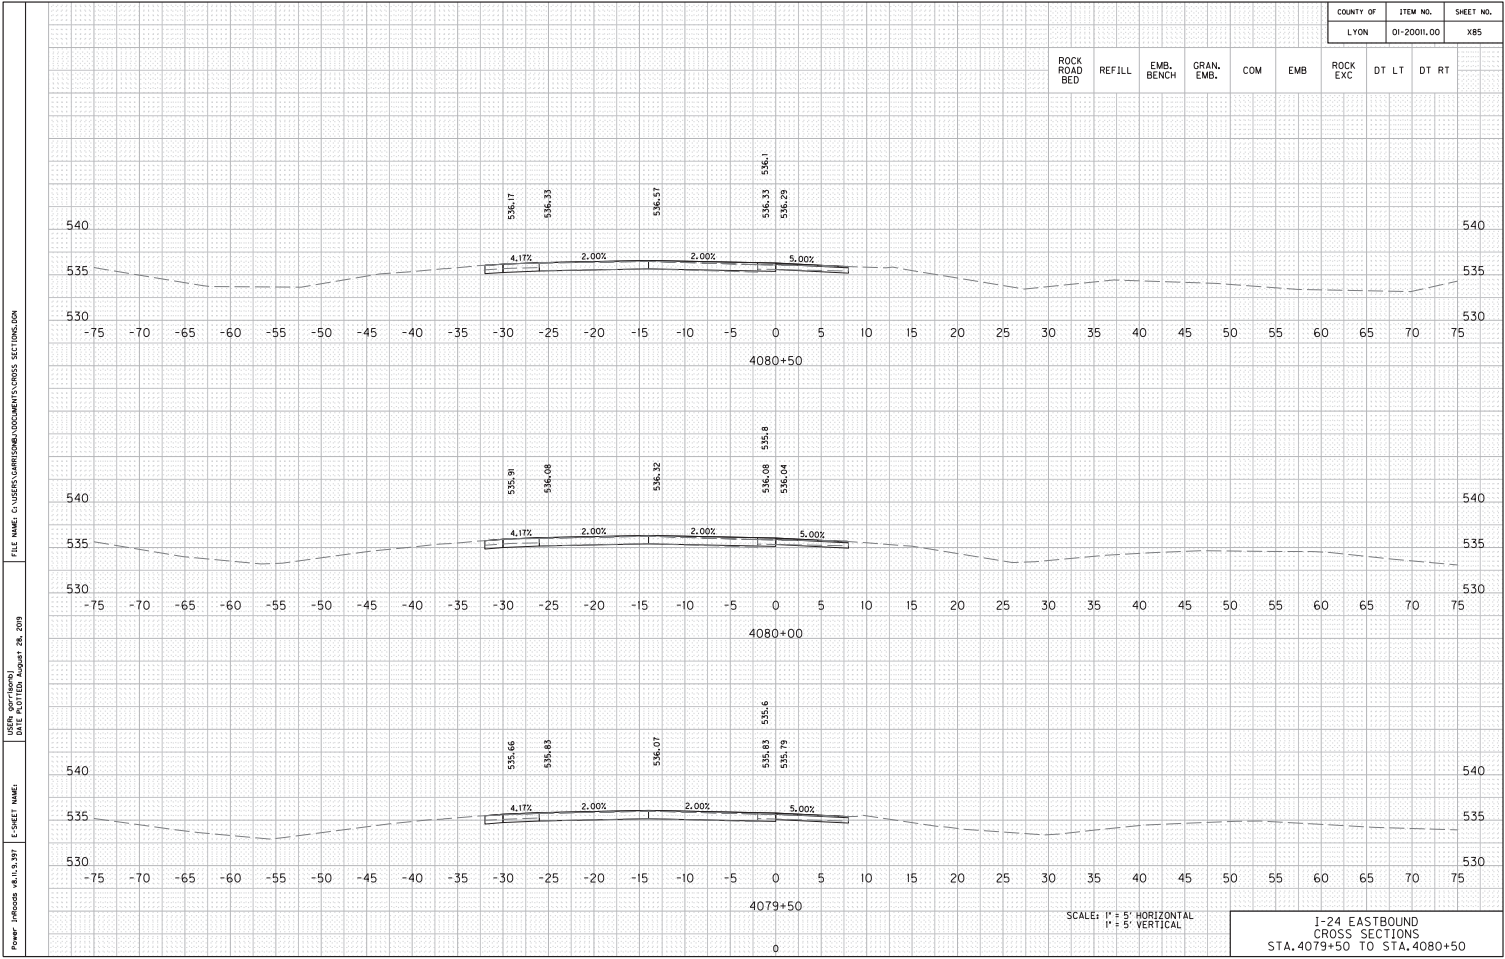 COUNTY OF ITEM NO. SHEET NO.
LYON 01-20011.00 X85
ROCK ROAD BED REFILL EMB. BENCH GRAN. EMB. COM EMB ROCK EXC DT LT DT RT
536.1
536.17 536.33 536.57 536.33 536.29
540 540
4.17% 2.00% 2.00% 5.00%
535 535
530 530
-75 -70 -65 -60 -55 -50 -45 -40 -35 -30 -25 -20 -15 -10 -5 0 5 10 15 20 25 30 35 40 45 50 55 60 65 70 75
4080+50
535.8
535.91 536.08 536.32 536.08 536.04
540 540
4.17% 2.00% 2.00% 5.00%
535 535
530 530
-75 -70 -65 -60 -55 -50 -45 -40 -35 -30 -25 -20 -15 -10 -5 0 5 10 15 20 25 30 35 40 45 50 55 60 65 70 75
4080+00
535.6
535.66 535.83 536.07 535.83 535.79
540 540
4.17% 2.00% 2.00% 5.00%
535 535
530 530
-75 -70 -65 -60 -55 -50 -45 -40 -35 -30 -25 -20 -15 -10 -5 0 5 10 15 20 25 30 35 40 45 50 55 60 65 70 75
4079+50
0
SCALE: 1" = 5' HORIZONTAL
1" = 5' VERTICAL
I-24 EASTBOUND
CROSS SECTIONS
STA.4079+50 TO STA.4080+50
FILE NAME: C:\USERS\GARRISONBJ\DOCUMENTS\CROSS SECTIONS.DGN
USER: garrisonbj
DATE PLOTTED: August 28, 2019
E-SHEET NAME:
Power InRoads v8.11.9.397